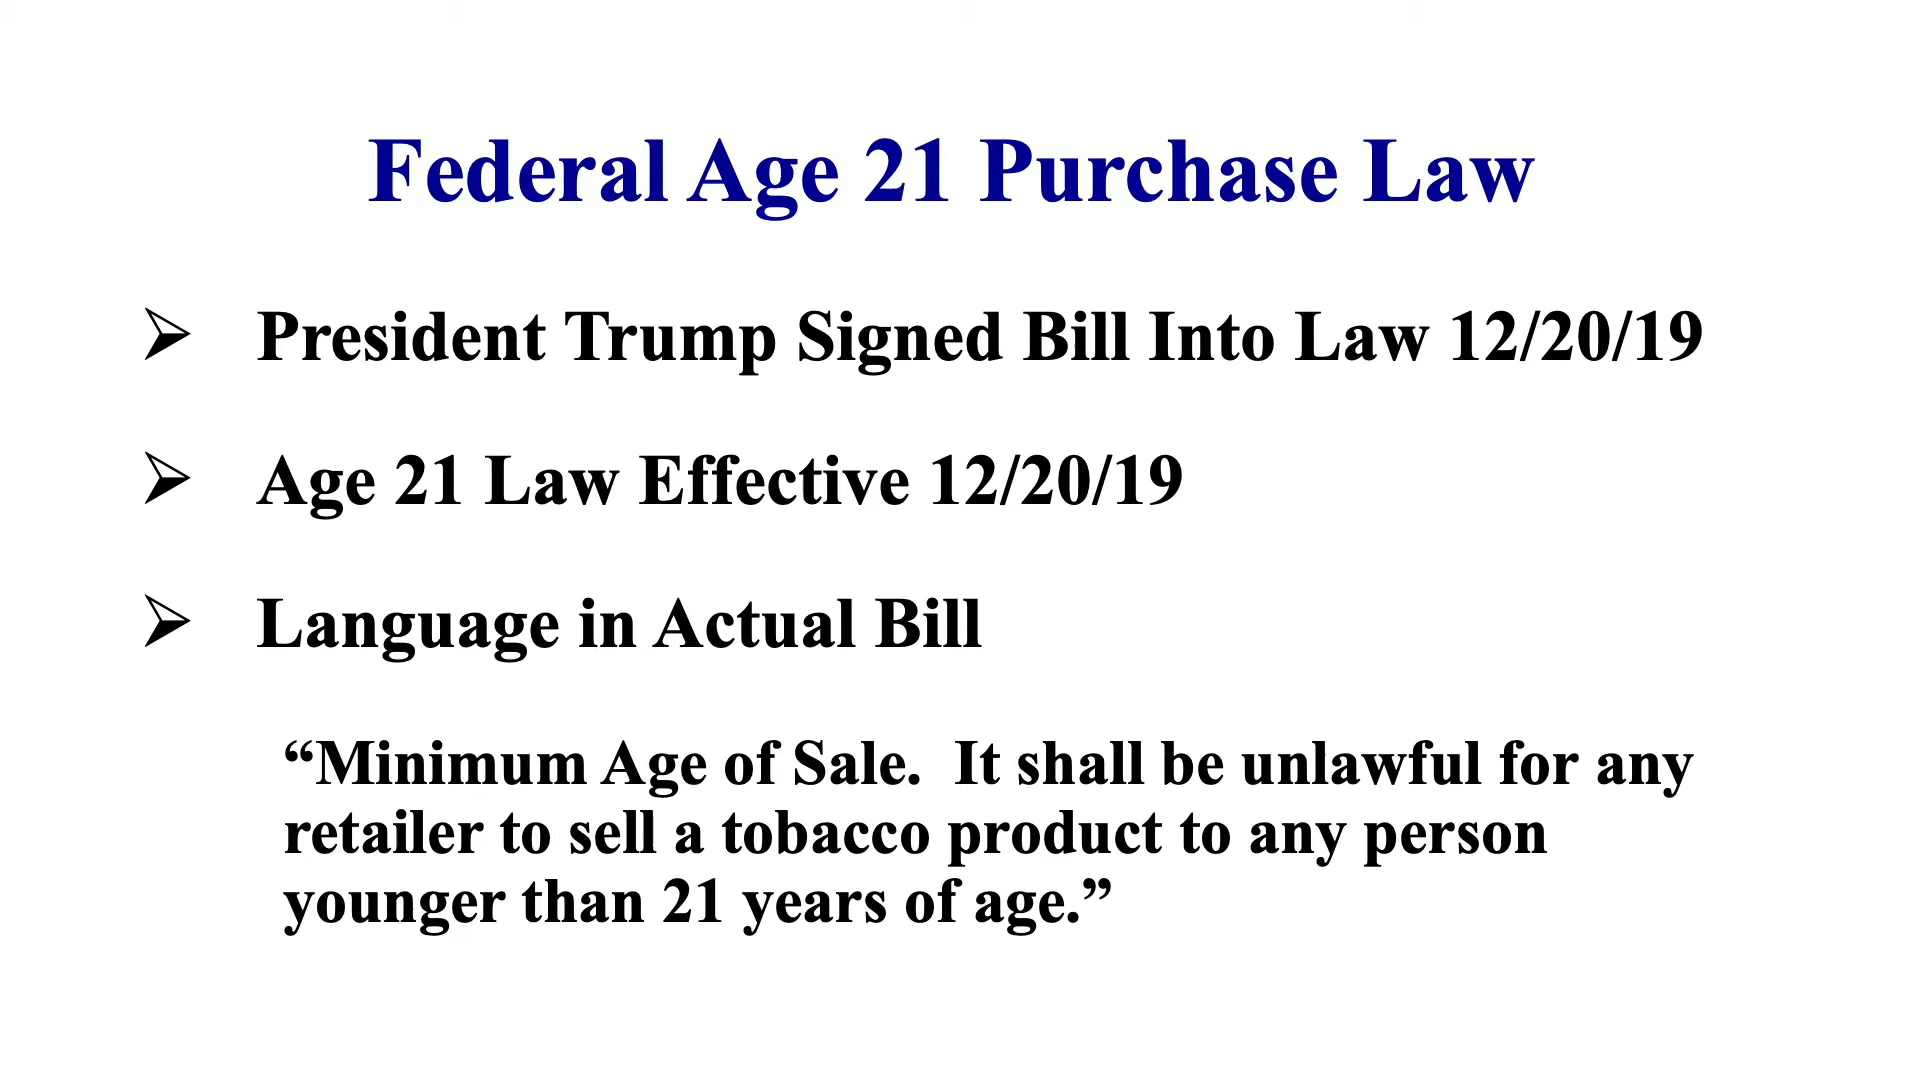 Federal Age 21 Purchase Law
➢ President Trump Signed Bill Into Law 12/20/19
➢ Age 21 Law Effective 12/20/19
➢ Language in Actual Bill
“Minimum Age of Sale.  It shall be unlawful for any
retailer to sell a tobacco product to any person
younger than 21 years of age.”